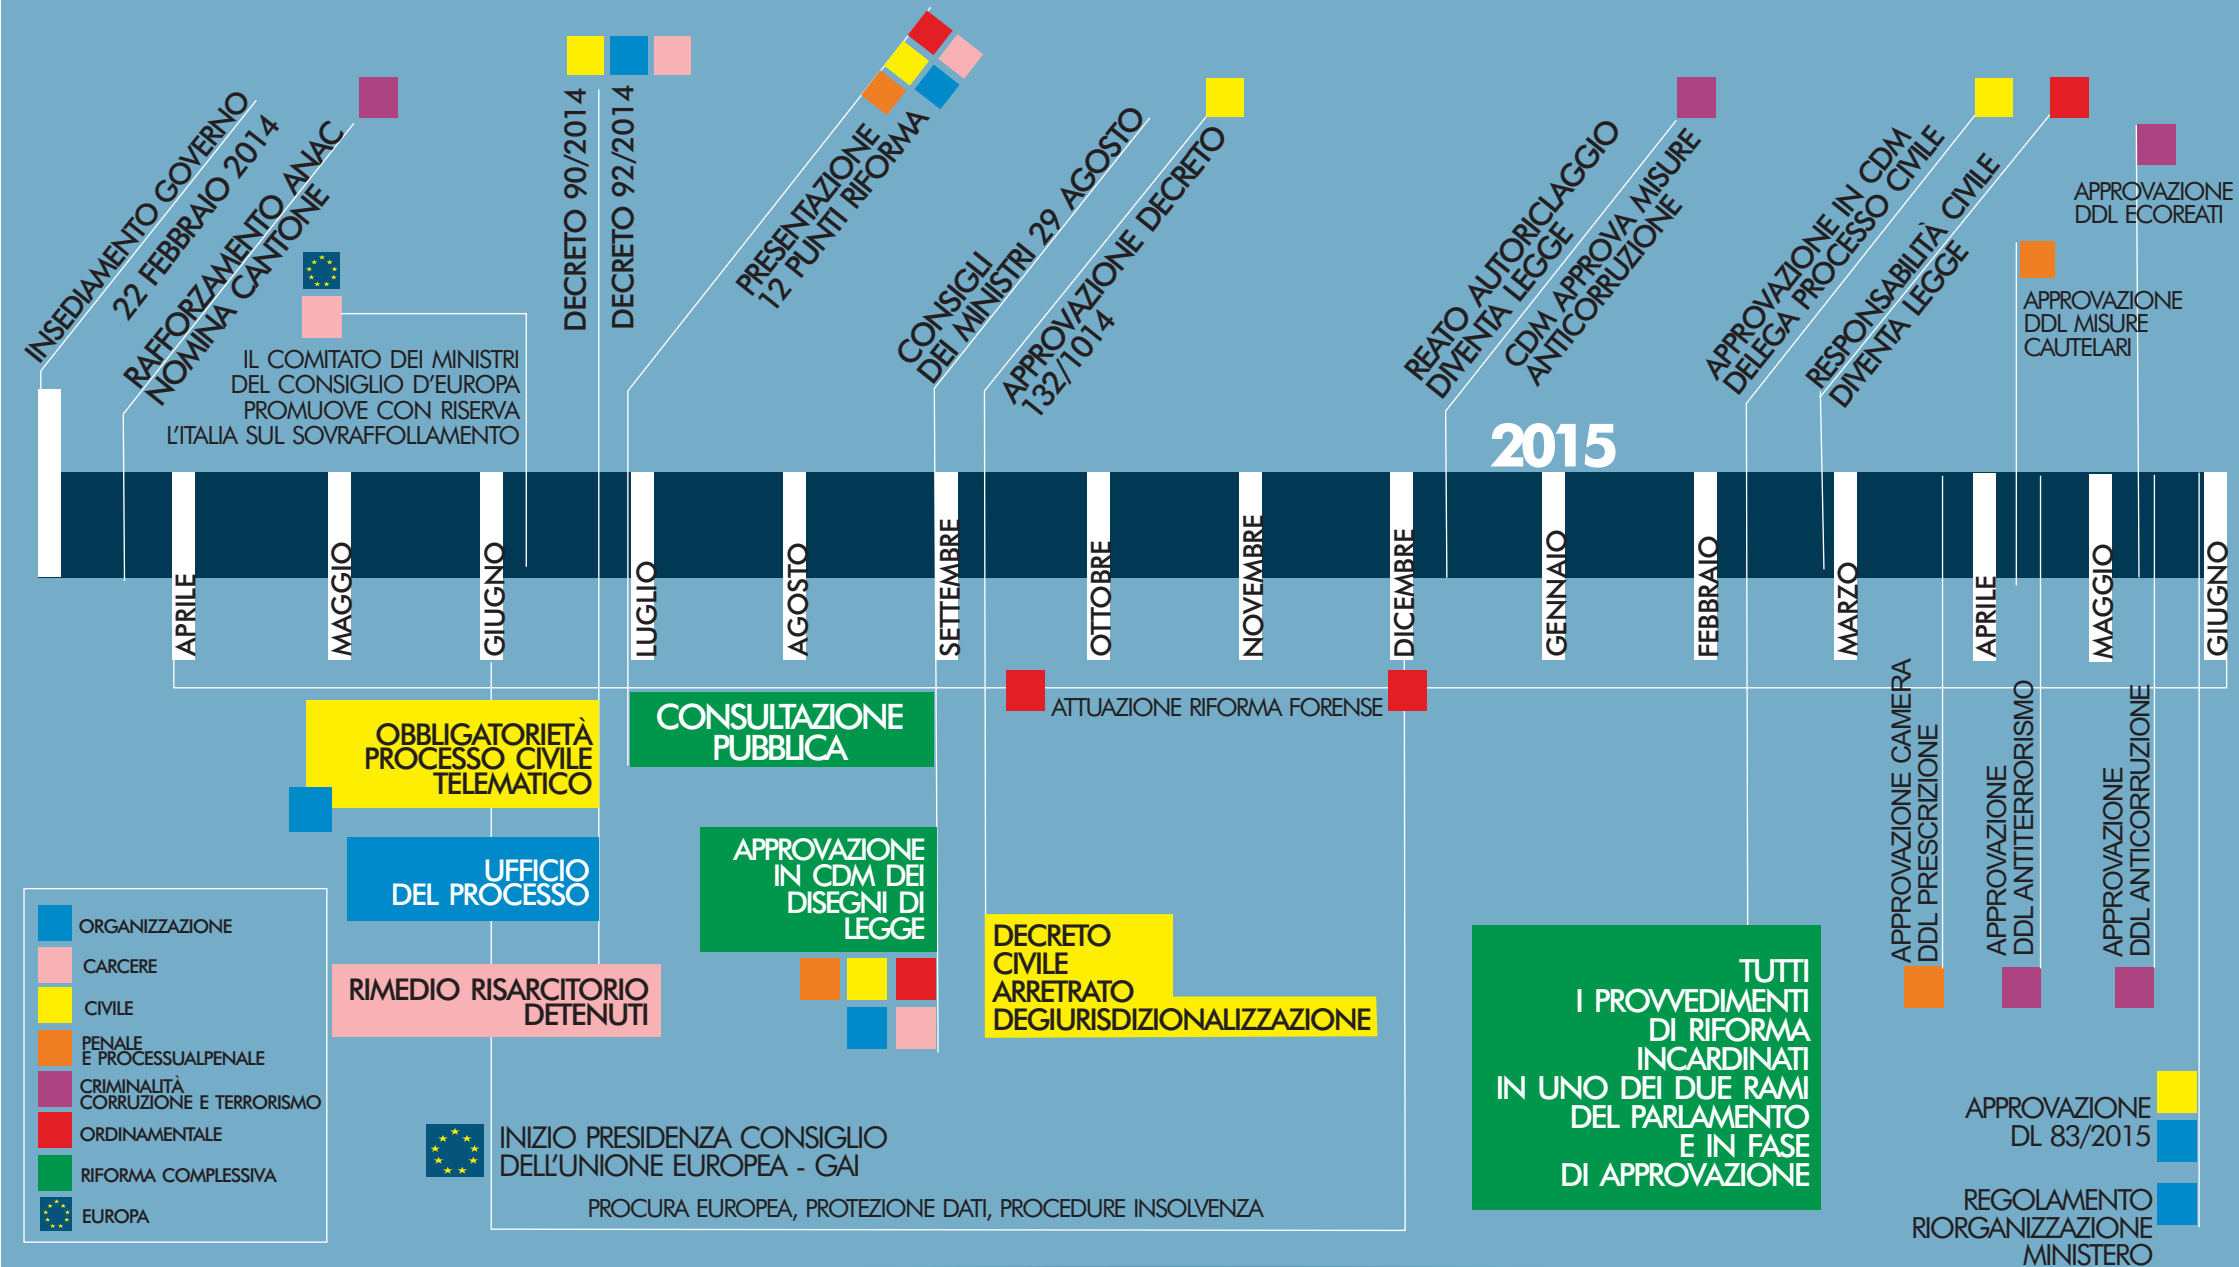 INSEDIAMENTO GOVERNO
22 FEBBRAIO 2014
RAFFORZAMENTO ANAC
NOMINA CANTONE
IL COMITATO DEI MINISTRI
DEL CONSIGLIO D'EUROPA
PROMUOVE CON RISERVA
L'ITALIA SUL SOVRAFFOLLAMENTO
DECRETO 90/2014
DECRETO 92/2014
PRESENTAZIONE
12 PUNTI RIFORMA
CONSIGLI
DEI MINISTRI 29 AGOSTO
APPROVAZIONE DECRETO
132/1014
REATO AUTORICLAGGIO
DIVENTA LEGGE
CDM APPROVA MISURE
ANTICORRUZIONE
APPROVAZIONE IN CDM
DELEGA PROCESSO CIVILE
RESPONSABILITÀ CIVILE
DIVENTA LEGGE
APPROVAZIONE
DDL ECOREATI
APPROVAZIONE
DDL MISURE
CAUTELARI
2015
APRILE
MAGGIO
GIUGNO
LUGLIO
AGOSTO
SETTEMBRE
OTTOBRE
NOVEMBRE
DICEMBRE
GENNAIO
FEBBRAIO
MARZO
APRILE
MAGGIO
GIUGNO
ATTUAZIONE RIFORMA FORENSE
OBBLIGATORIETÀ
PROCESSO CIVILE
TELEMATICO
CONSULTAZIONE
PUBBLICA
UFFICIO
DEL PROCESSO
APPROVAZIONE
IN CDM DEI
DISEGNI DI
LEGGE
RIMEDIO RISARCITORIO
DETENUTI
DECRETO
CIVILE
ARRETRATO
DEGIURISDIZIONALIZZAZIONE
TUTTI
I PROVVEDIMENTI
DI RIFORMA
INCARDINATI
IN UNO DEI DUE RAMI
DEL PARLAMENTO
E IN FASE
DI APPROVAZIONE
APPROVAZIONE CAMERA
DDL PRESCRIZIONE
APPROVAZIONE
DDL ANTITERRORISMO
APPROVAZIONE
DDL ANTICORRUZIONE
APPROVAZIONE
DL 83/2015
REGOLAMENTO
RIORGANIZZAZIONE
MINISTERO
INIZIO PRESIDENZA CONSIGLIO
DELL'UNIONE EUROPEA - GAI
PROCURA EUROPEA, PROTEZIONE DATI, PROCEDURE INSOLVENZA
ORGANIZZAZIONE
CARCERE
CIVILE
PENALE
E PROCESSUALPENALE
CRIMINALITÀ
CORRUZIONE E TERRORISMO
ORDINAMENTALE
RIFORMA COMPLESSIVA
EUROPA